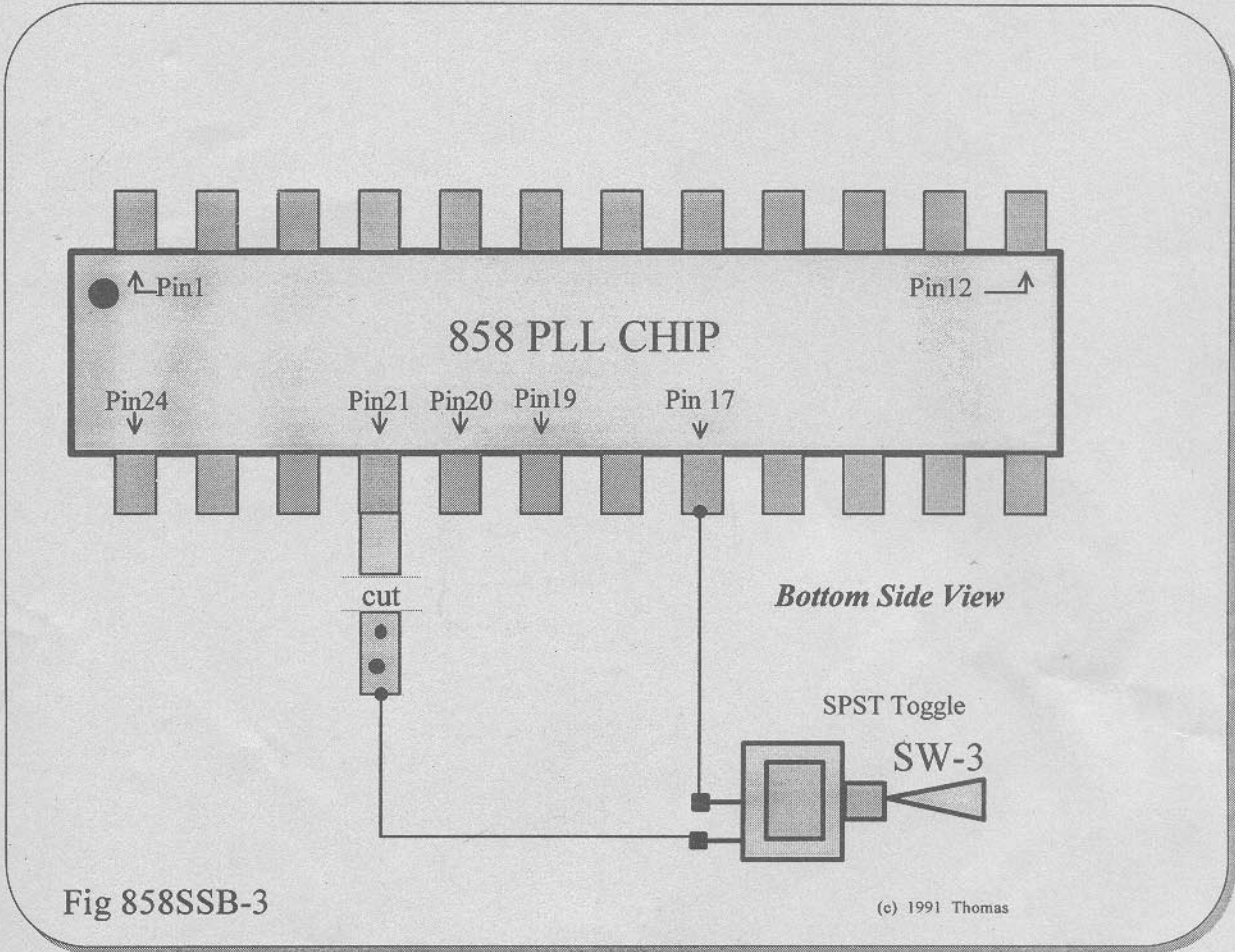 Pin1
Pin12
858 PLL CHIP
Pin24
Pin21
Pin20
Pin19
Pin 17
cut
Bottom Side View
SPST Toggle
SW-3
Fig 858SSB-3
(c) 1991 Thomas